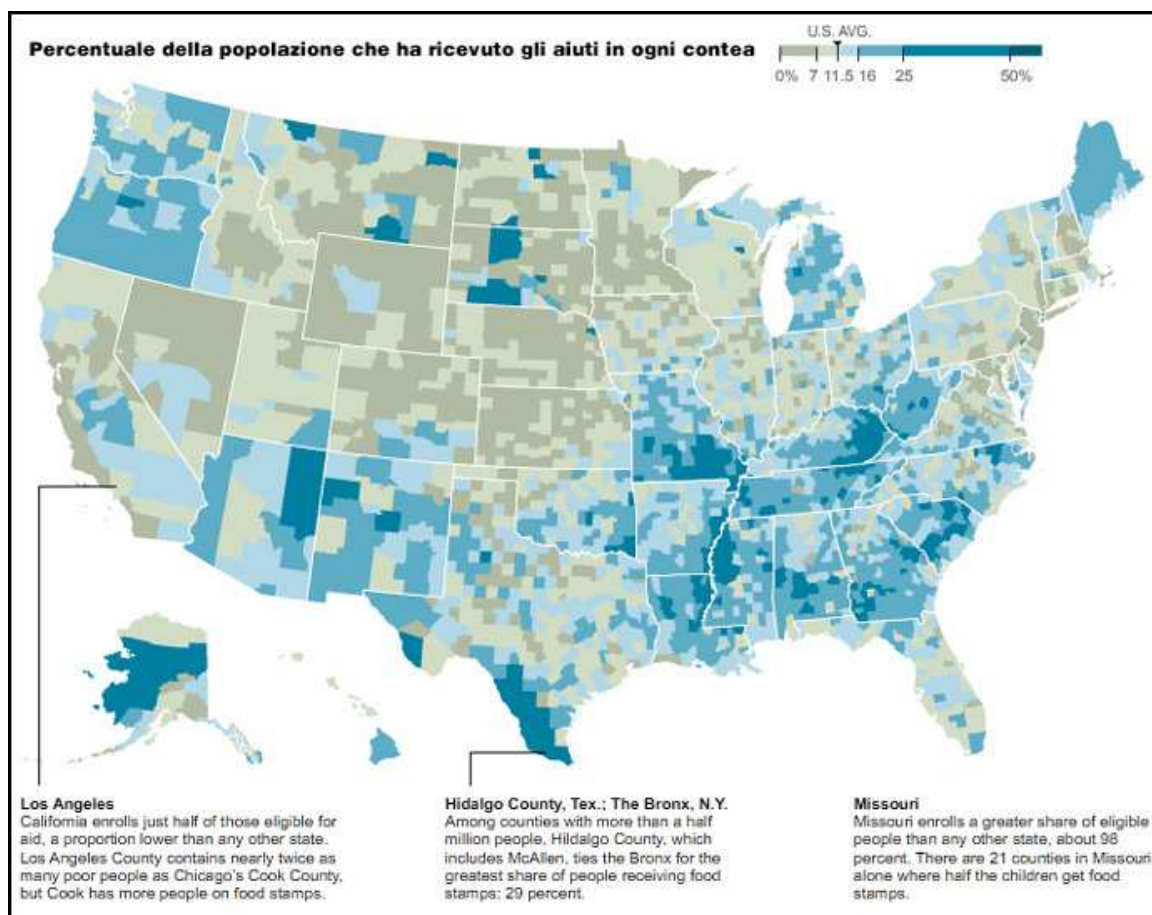 Percentuale della popolazione che ha ricevuto gli aiuti in ogni contea
U.S. AVG.
0% 7 11.5 16 25 50%
Los Angeles
California enrolls just half of those eligible for
aid, a proportion lower than any other state.
Los Angeles County contains nearly twice as
many poor people as Chicago's Cook County,
but Cook has more people on food stamps.
Hidalgo County, Tex.; The Bronx, N.Y.
Among counties with more than a half
million people, Hildalgo County, which
includes McAllen, ties the Bronx for the
greatest share of people receiving food
stamps: 29 percent.
Missouri
Missouri enrolls a greater share of eligible
people than any other state, about 98
percent. There are 21 counties in Missouri
alone where half the children get food
stamps.